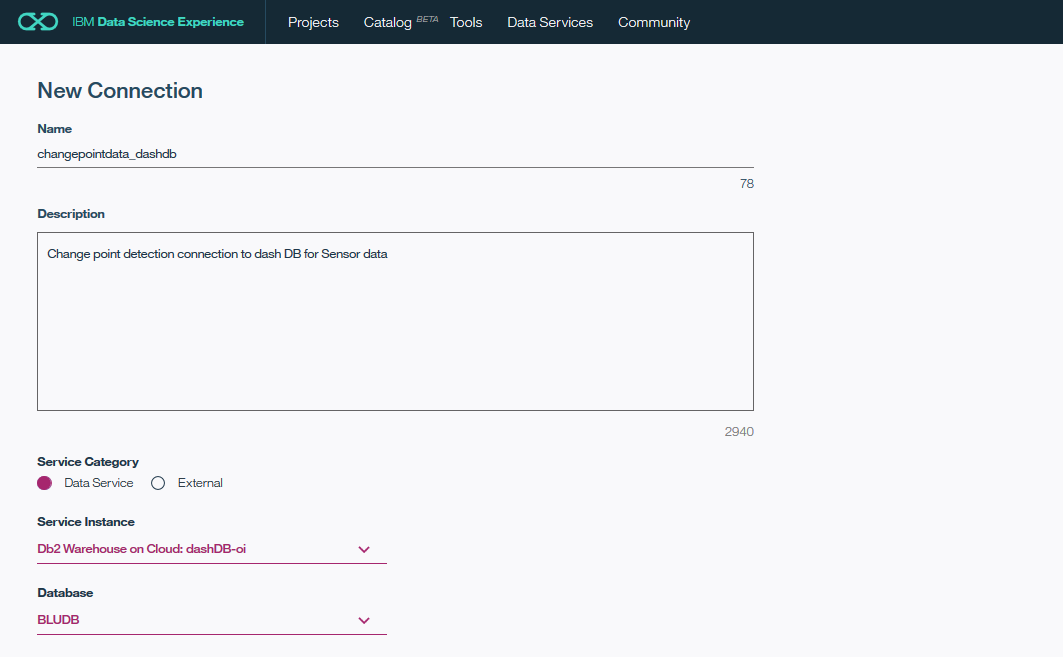 IBM Data Science Experience Projects Catalog BETA Tools Data Services Community
New Connection
Name
changepointdata_dashdb
78
Description
Change point detection connection to dash DB for Sensor data
2940
Service Category
Data Service External
Service Instance
Db2 Warehouse on Cloud: dashDB-oi
Database
BLUDB